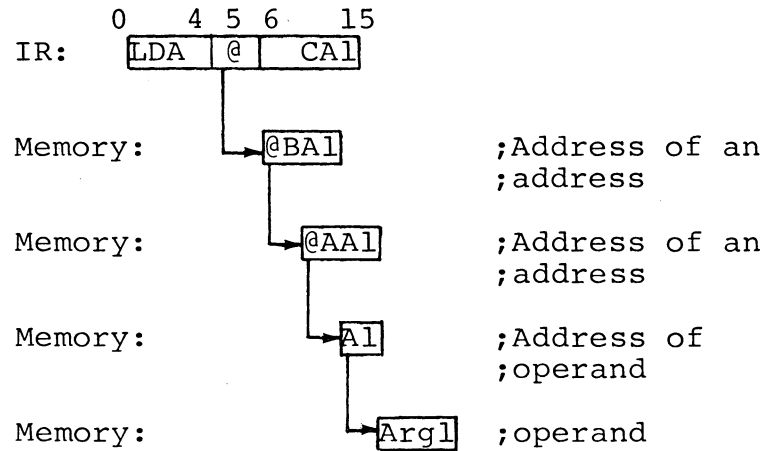 0 4 5 6 15
IR: LDA @ CA1
Memory: @BA1 ;Address of an
;address
Memory: @AA1 ;Address of an
;address
Memory: A1 ;Address of
;operand
Memory: Arg1 ;operand